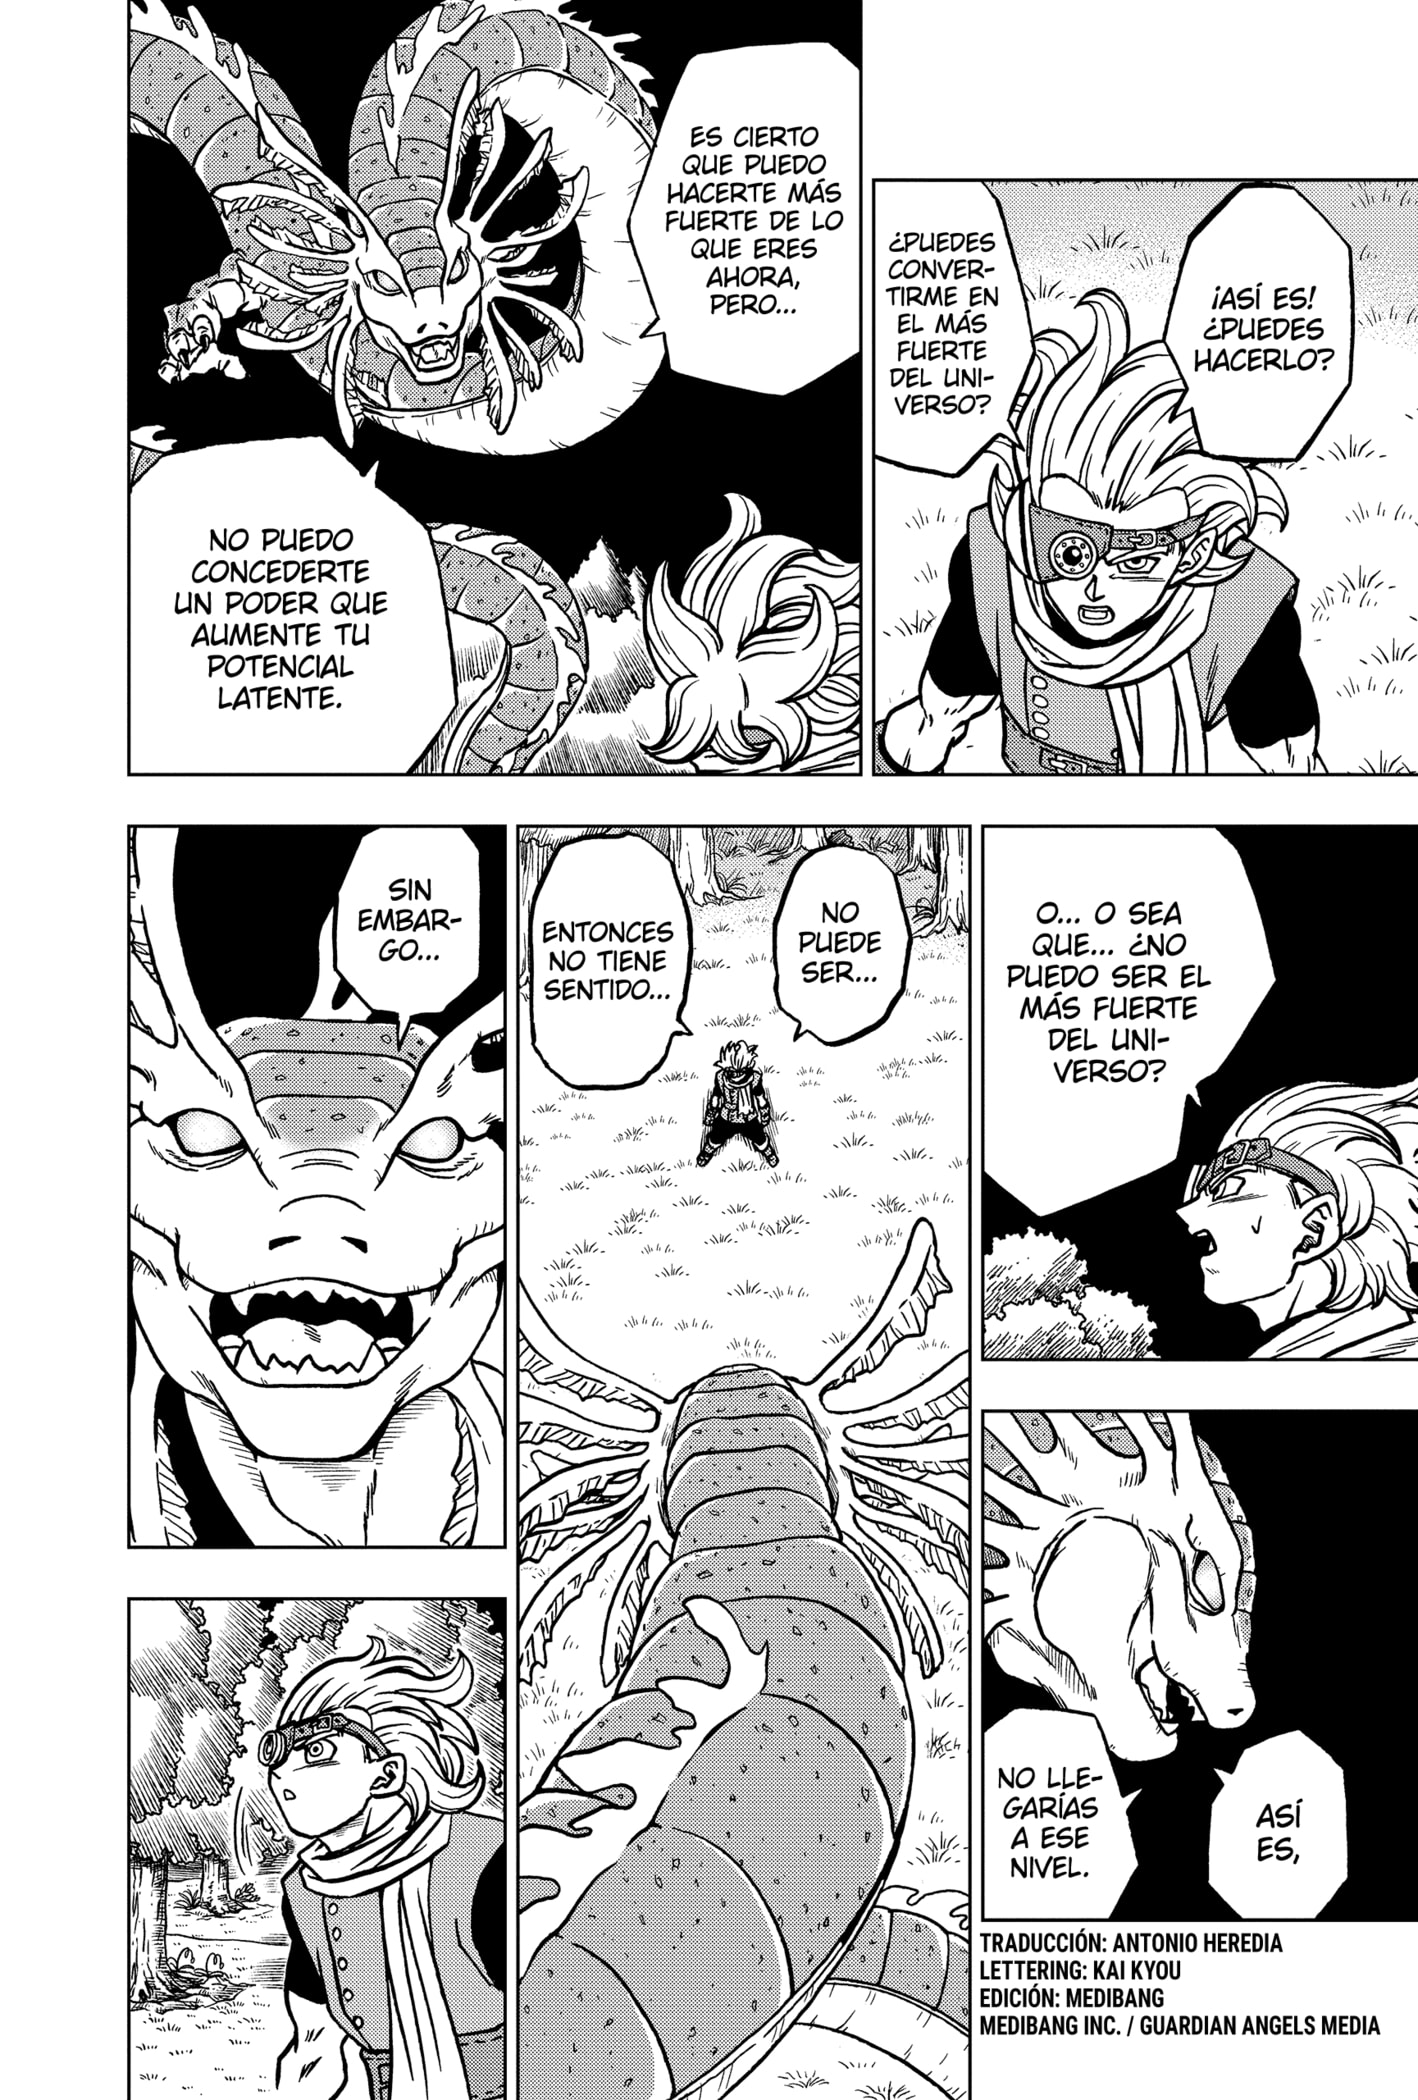 ¡ASÍ ES!
¿PUEDES
HACERLO?
¿PUEDES
CONVER-
TIRME EN
EL MÁS
FUERTE
DEL UNI-
VERSO?
ES CIERTO
QUE PUEDO
HACERTE MÁS
FUERTE DE LO
QUE ERES
AHORA,
PERO...
NO PUEDO
CONCEDERTE
UN PODER QUE
AUMENTE TU
POTENCIAL
LATENTE.
O... O SEA
QUE... ¿NO
PUEDO SER EL
MÁS FUERTE
DEL UNI-
VERSO?
ASÍ
ES,
NO LLE-
GARÍAS
A ESE
NIVEL.
NO
PUEDE
SER...
ENTONCES
NO TIENE
SENTIDO...
SIN
EMBAR-
GO...
TRADUCCIÓN: ANTONIO HEREDIA
LETTERING: KAI KYOU
EDICIÓN: MEDIBANG
MEDIBANG INC. / GUARDIAN ANGELS MEDIA